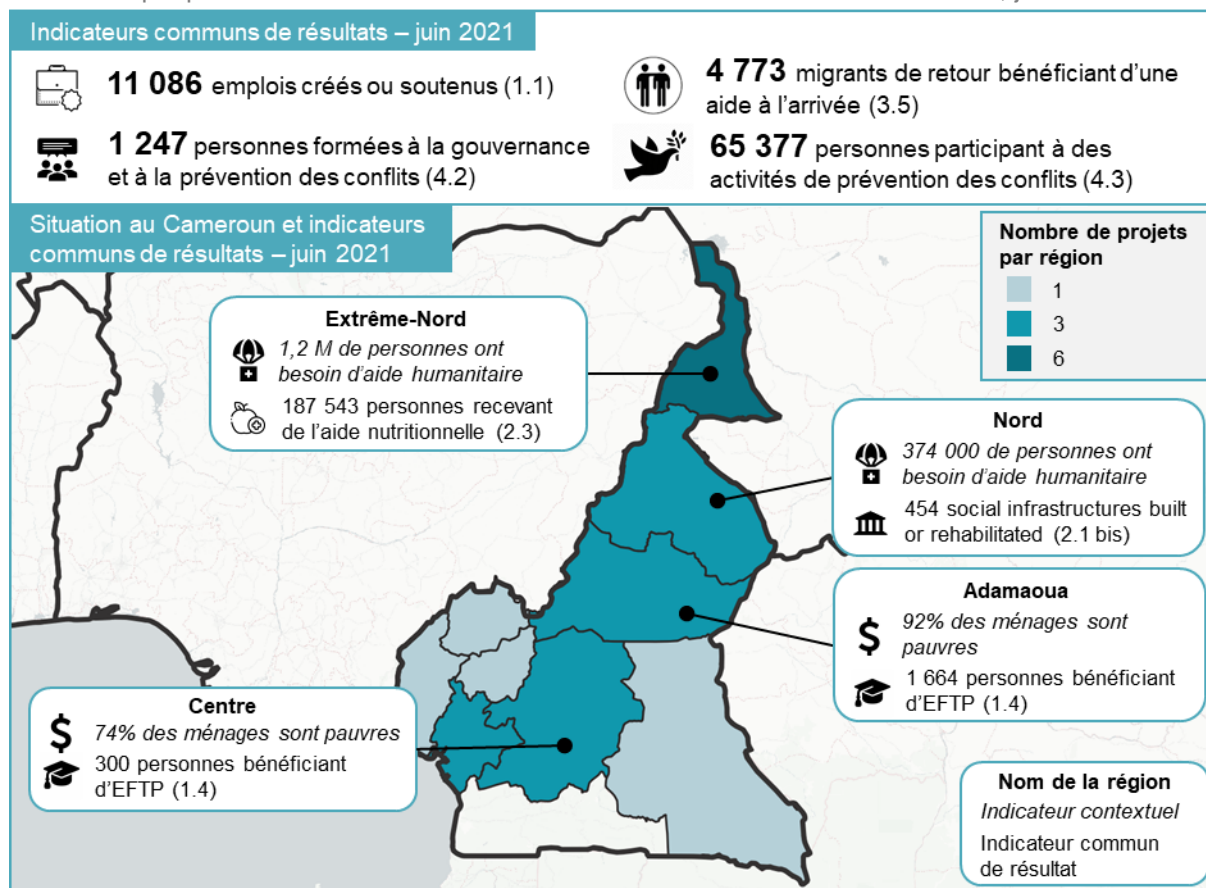 Indicateurs communs de résultats – juin 2021
11 086 emplois créés ou soutenus (1.1)
4 773 migrants de retour bénéficiant d'une
aide à l'arrivée (3.5)
1 247 personnes formées à la gouvernance
et à la prévention des conflits (4.2)
65 377 personnes participant à des
activités de prévention des conflits (4.3)
Situation au Cameroun et indicateurs
communs de résultats – juin 2021
Nombre de projets
par région
1
3
6
Extrême-Nord
1,2 M de personnes ont
besoin d'aide humanitaire
187 543 personnes recevant
de l'aide nutritionnelle (2.3)
Nord
374 000 de personnes ont
besoin d'aide humanitaire
454 social infrastructures built
or rehabilitated (2.1 bis)
Adamaoua
$
92% des ménages sont
pauvres
1 664 personnes bénéficiant
d'EFTP (1.4)
Centre
$
74% des ménages sont pauvres
300 personnes bénéficiant
d'EFTP (1.4)
Nom de la région
Indicateur contextuel
Indicateur commun
de résultat